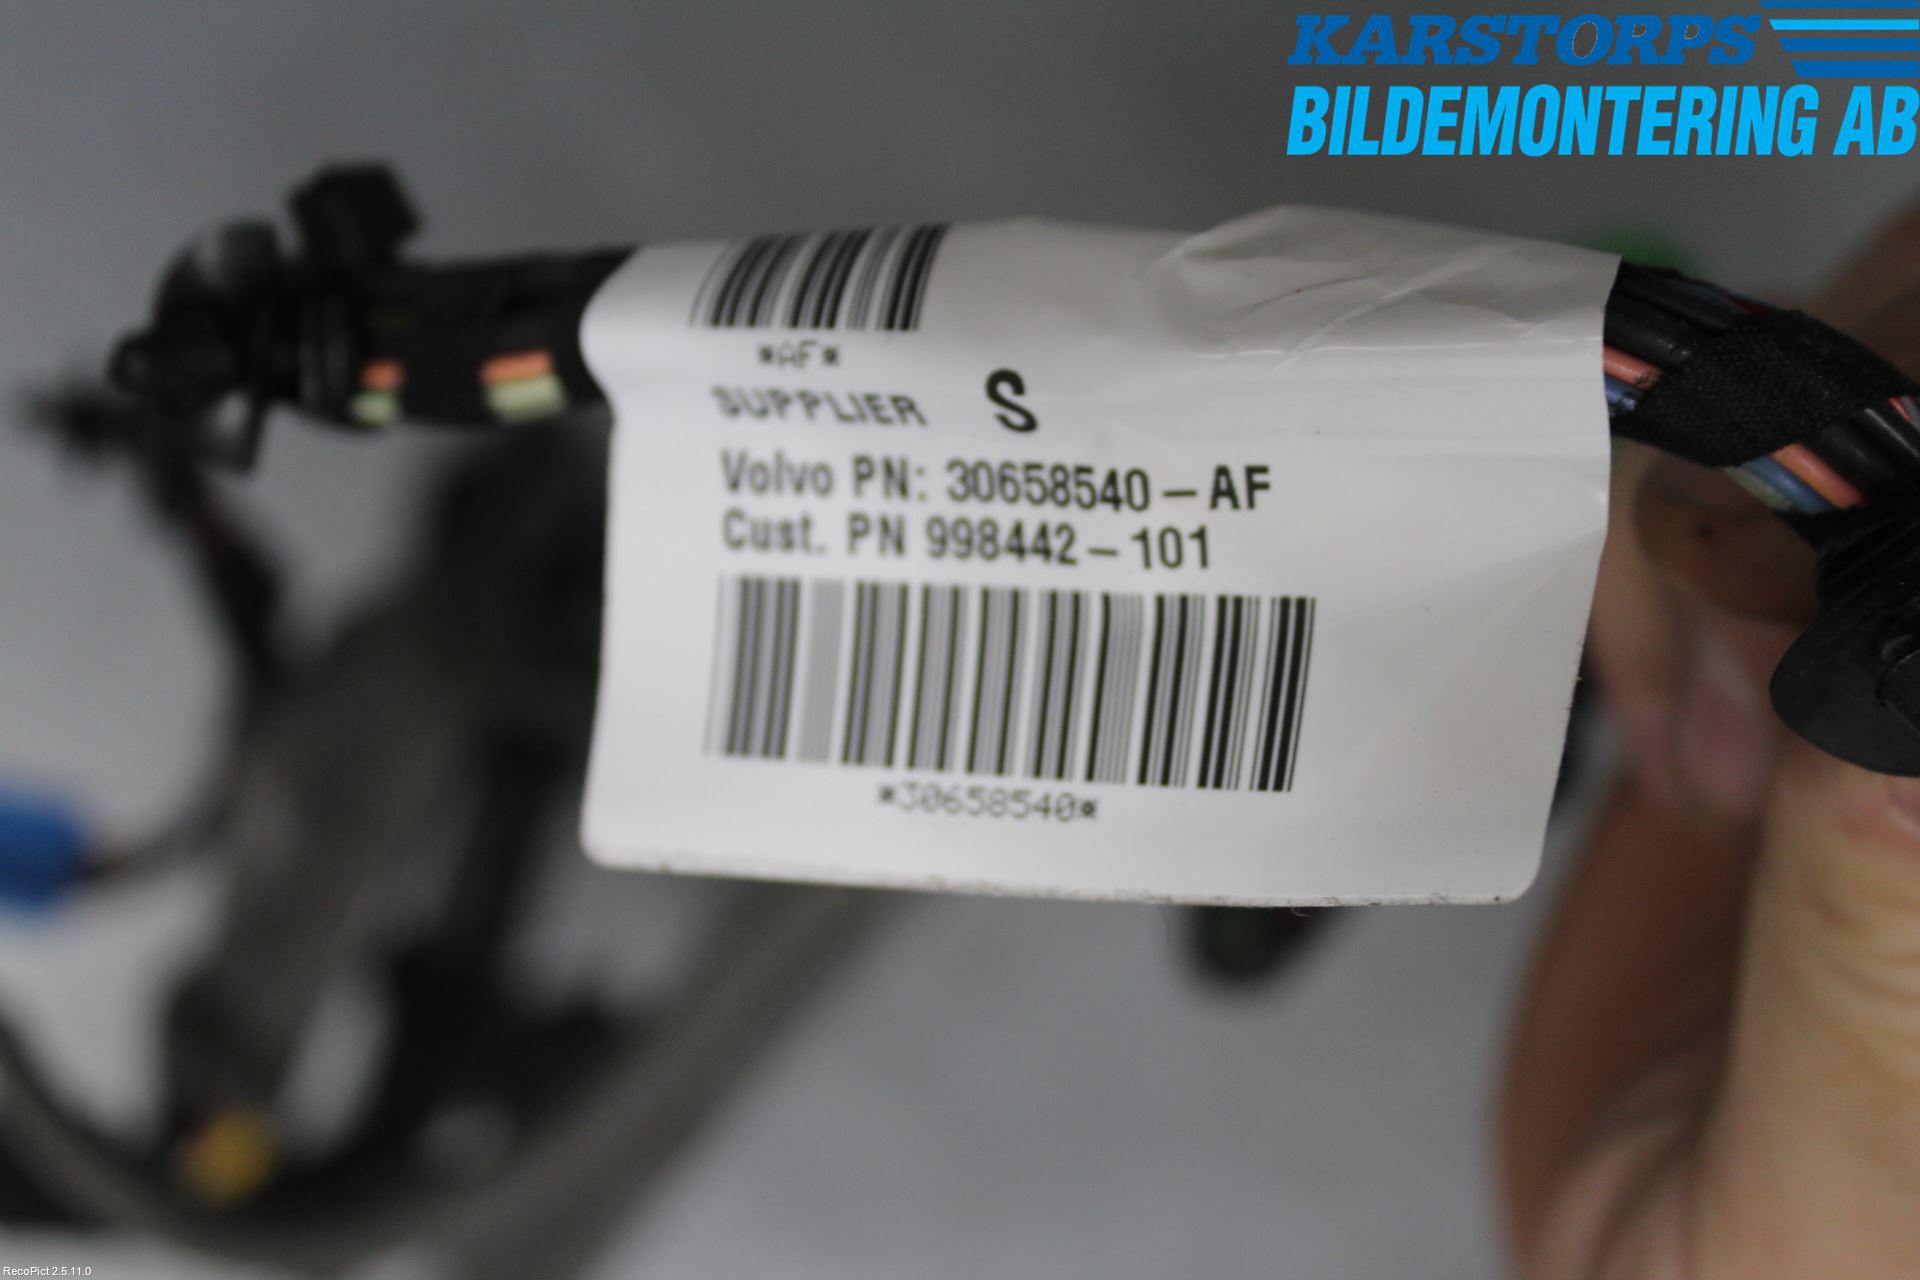 KARSTORPS
BILDEMONTERING AB
*AF*
SUPPLIER S
Volvo PN: 30658540-AF
Cust. PN 998442-101
*30658540*
RecoPict 2.5.11.0